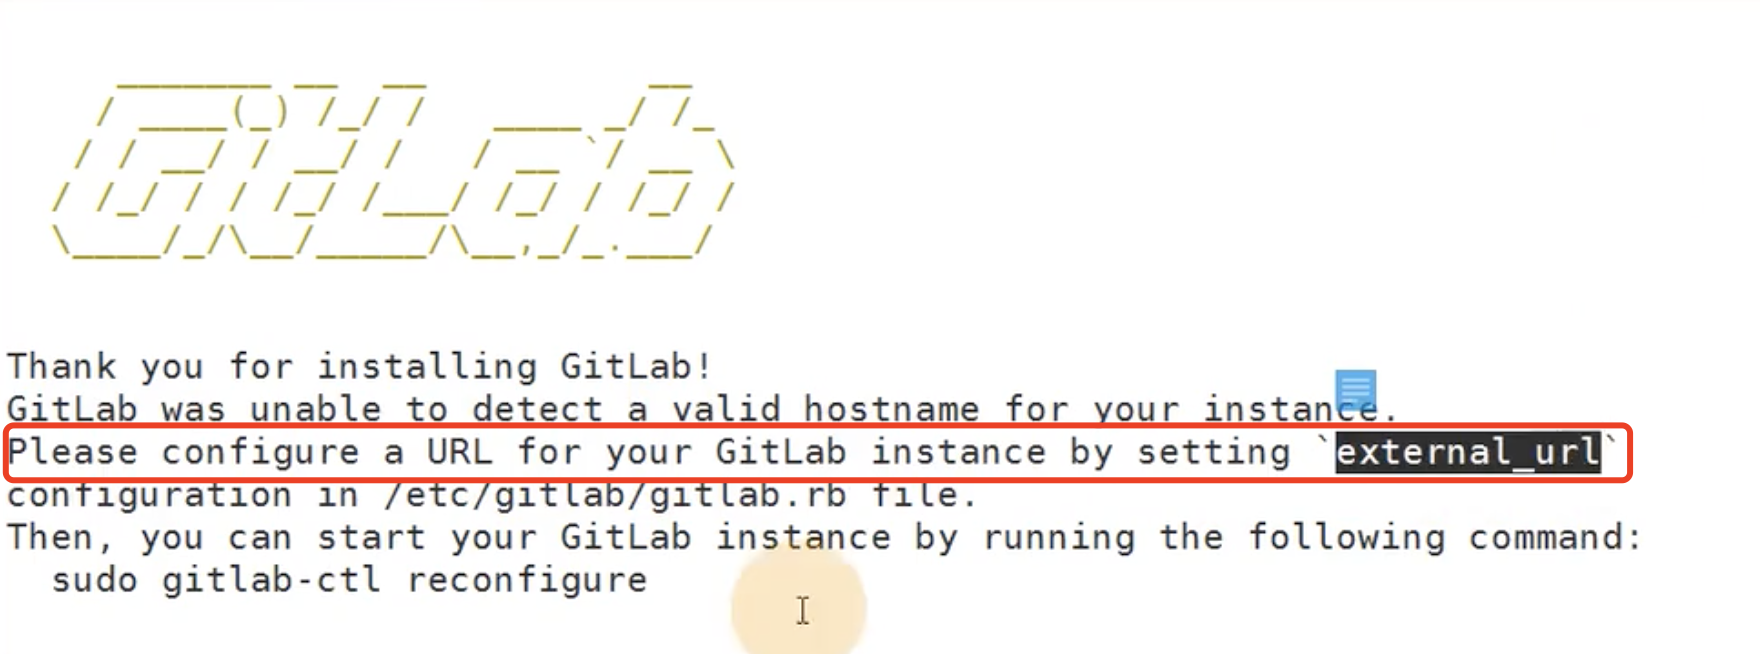 GitLab
Thank you for installing GitLab!
GitLab was unable to detect a valid hostname for your instance.
Please configure a URL for your GitLab instance by setting `external_url`
configuration in /etc/gitlab/gitlab.rb file.
Then, you can start your GitLab instance by running the following command:
sudo gitlab-ctl reconfigure